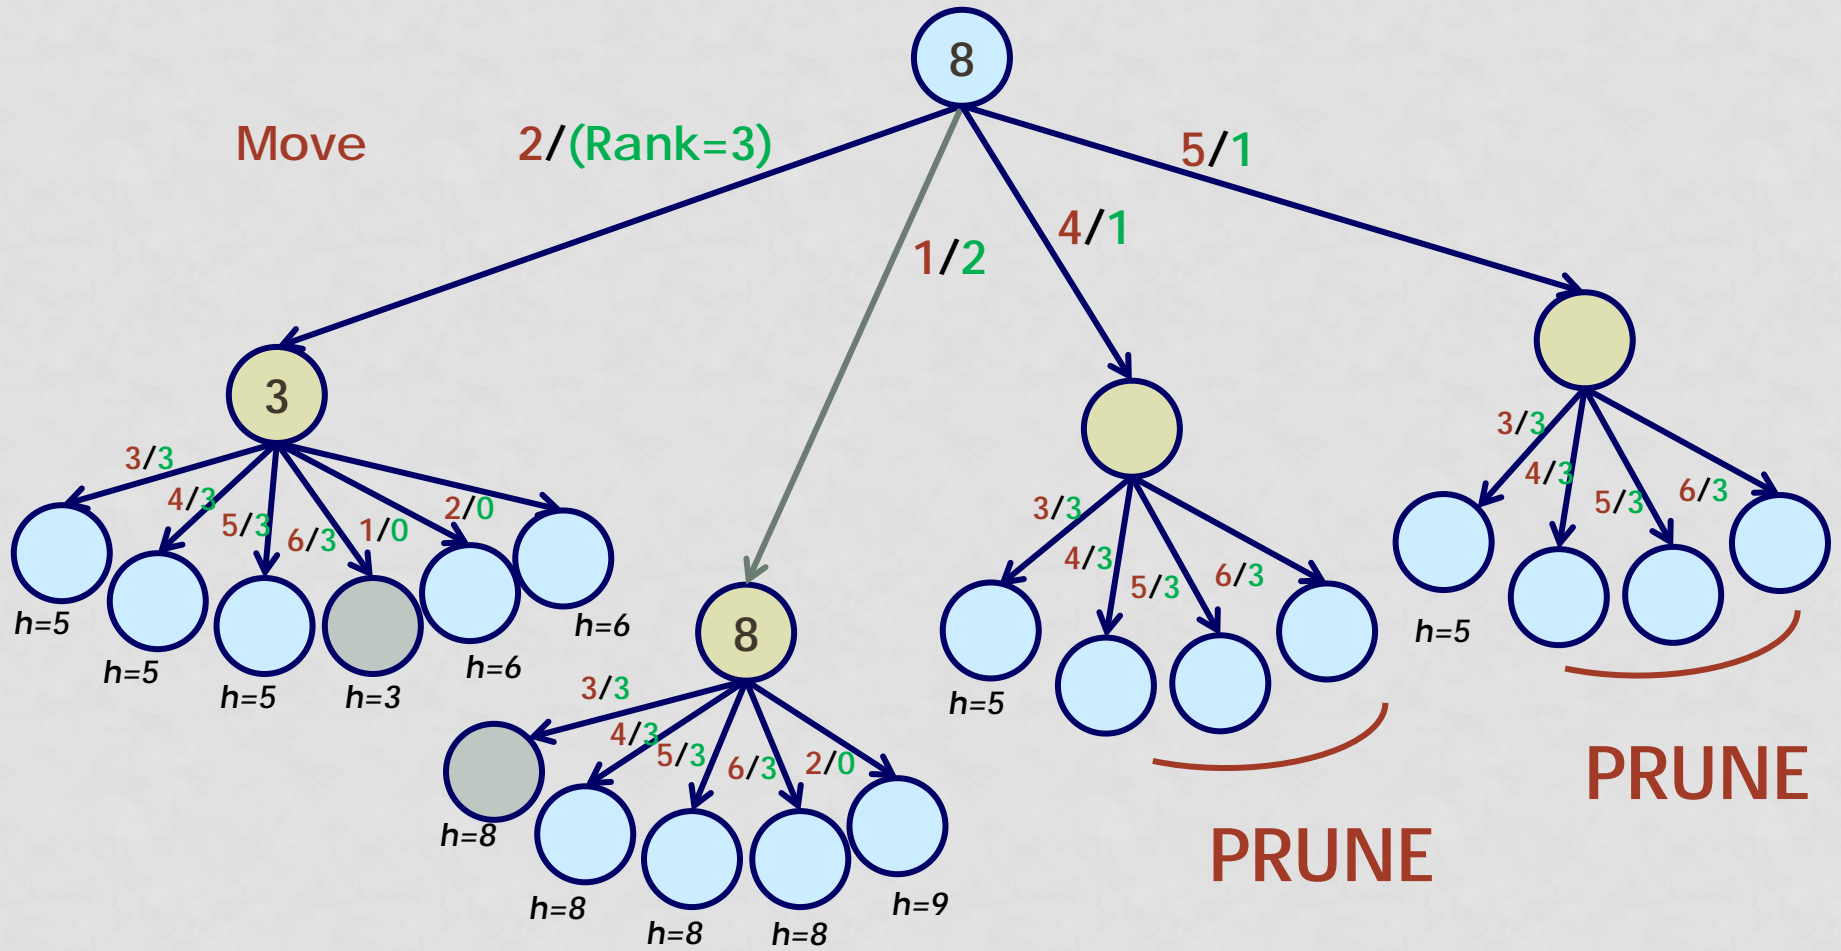 8
Move 2/(Rank=3)
5/1
4/1
1/2
3
3/3
4/3
5/3
6/3
1/0
2/0
h=5
h=5
h=5
h=3
h=6
h=6
8
3/3
4/3
5/3
6/3
2/0
h=8
h=8
h=8
h=8
h=9
3/3
4/3
5/3
6/3
h=5
PRUNE
3/3
4/3
5/3
6/3
h=5
PRUNE